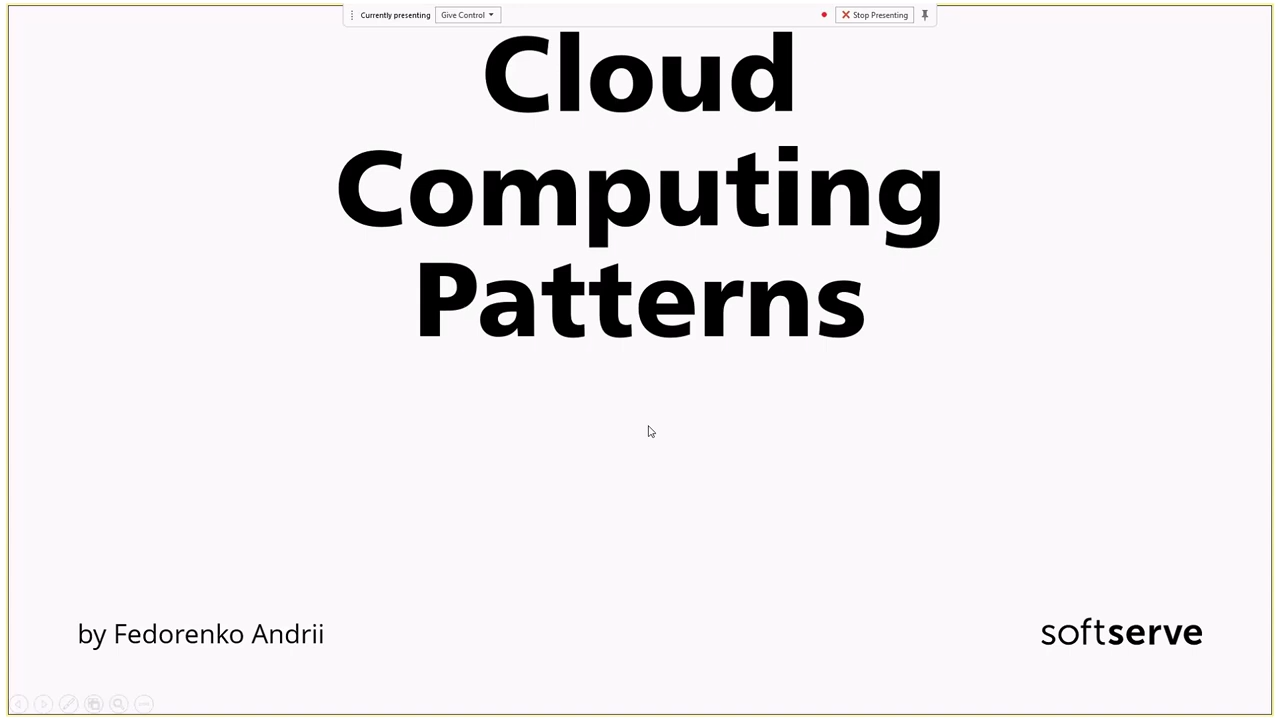 Currently presenting Give Control Stop Presenting
Cloud
Computing
Patterns
by Fedorenko Andrii softserve